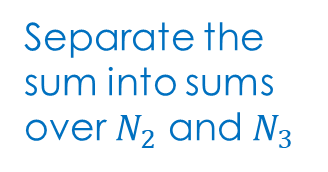 Separate the
sum into sums
over N₂ and N₃